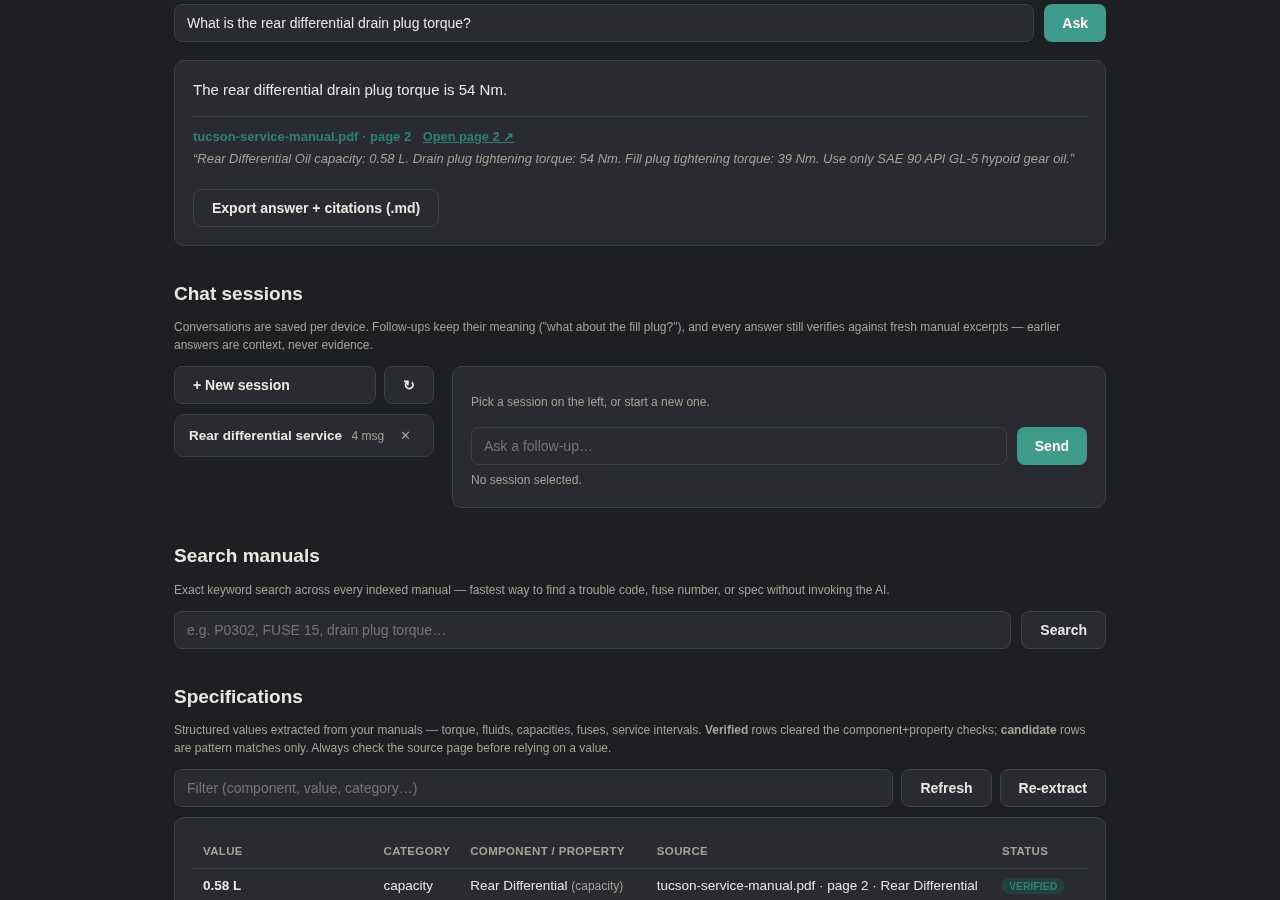 What is the rear differential drain plug torque?
Ask
The rear differential drain plug torque is 54 Nm.
tucson-service-manual.pdf · page 2 Open page 2 ↗
“Rear Differential Oil capacity: 0.58 L. Drain plug tightening torque: 54 Nm. Fill plug tightening torque: 39 Nm. Use only SAE 90 API GL-5 hypoid gear oil.”
Export answer + citations (.md)
Chat sessions
Conversations are saved per device. Follow-ups keep their meaning ("what about the fill plug?"), and every answer still verifies against fresh manual excerpts — earlier
answers are context, never evidence.
+ New session
↻
Rear differential service 4 msg ✕
Pick a session on the left, or start a new one.
Ask a follow-up…
Send
No session selected.
Search manuals
Exact keyword search across every indexed manual — fastest way to find a trouble code, fuse number, or spec without invoking the AI.
e.g. P0302, FUSE 15, drain plug torque…
Search
Specifications
Structured values extracted from your manuals — torque, fluids, capacities, fuses, service intervals. Verified rows cleared the component+property checks; candidate rows
are pattern matches only. Always check the source page before relying on a value.
Filter (component, value, category…)
Refresh
Re-extract
VALUE CATEGORY COMPONENT / PROPERTY SOURCE STATUS
0.58 L capacity Rear Differential (capacity) tucson-service-manual.pdf · page 2 · Rear Differential VERIFIED